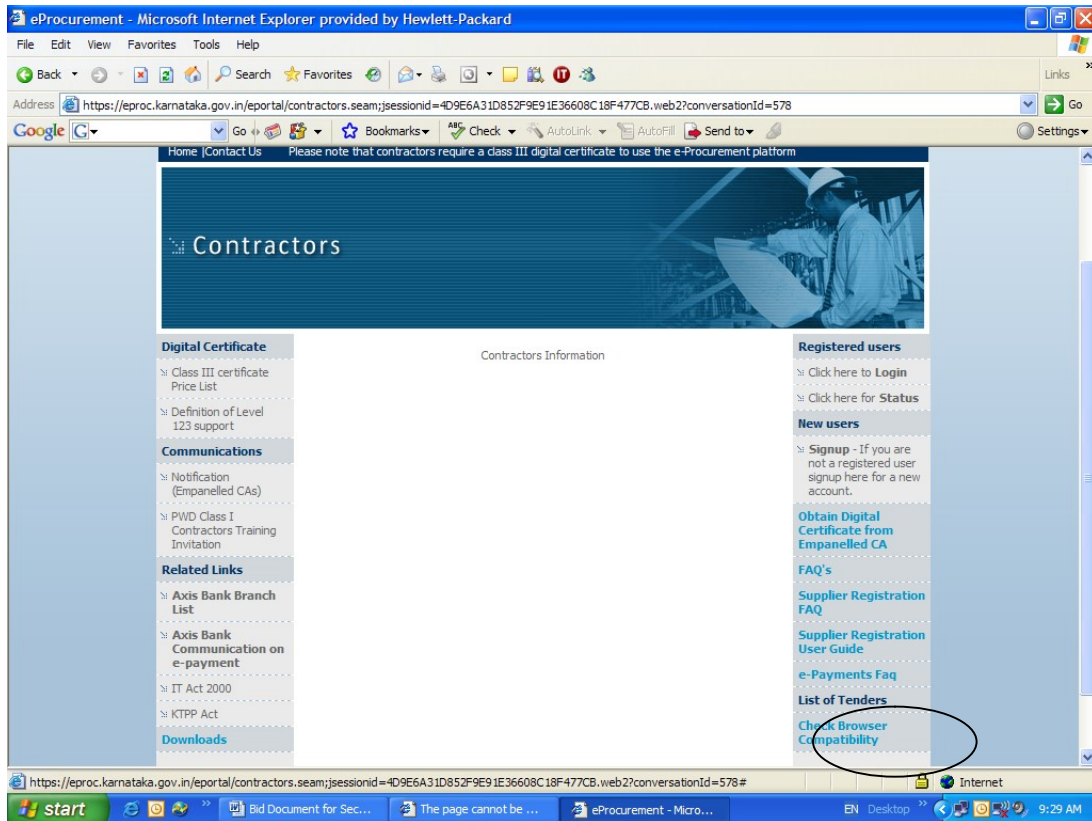 eProcurement - Microsoft Internet Explorer provided by Hewlett-Packard
File Edit View Favorites Tools Help
Back Search Favorites
Links
Address https://eproc.karnataka.gov.in/eportal/contractors.seam;jsessionid=4D9E6A31D852F9E91E36608C18F477CB.web2?conversationId=578 Go
Google G Go Bookmarks ABC Check AutoLink AutoFill Send to Settings
Home |Contact Us Please note that contractors require a class III digital certificate to use the e-Procurement platform
Contractors
Digital Certificate
Class III certificate
Price List
Definition of Level
123 support
Communications
Notification
(Empanelled CAs)
PWD Class I
Contractors Training
Invitation
Related Links
Axis Bank Branch
List
Axis Bank
Communication on
e-payment
IT Act 2000
KTPP Act
Downloads
Contractors Information
Registered users
Click here to Login
Click here for Status
New users
Signup - If you are
not a registered user
signup here for a new
account.
Obtain Digital
Certificate from
Empanelled CA
FAQ's
Supplier Registration
FAQ
Supplier Registration
User Guide
e-Payments Faq
List of Tenders
Check Browser
Compatibility
https://eproc.karnataka.gov.in/eportal/contractors.seam;jsessionid=4D9E6A31D852F9E91E36608C18F477CB.web2?conversationId=578# Internet
start Bid Document for Sec... The page cannot be ... eProcurement - Micro... EN Desktop 9:29 AM